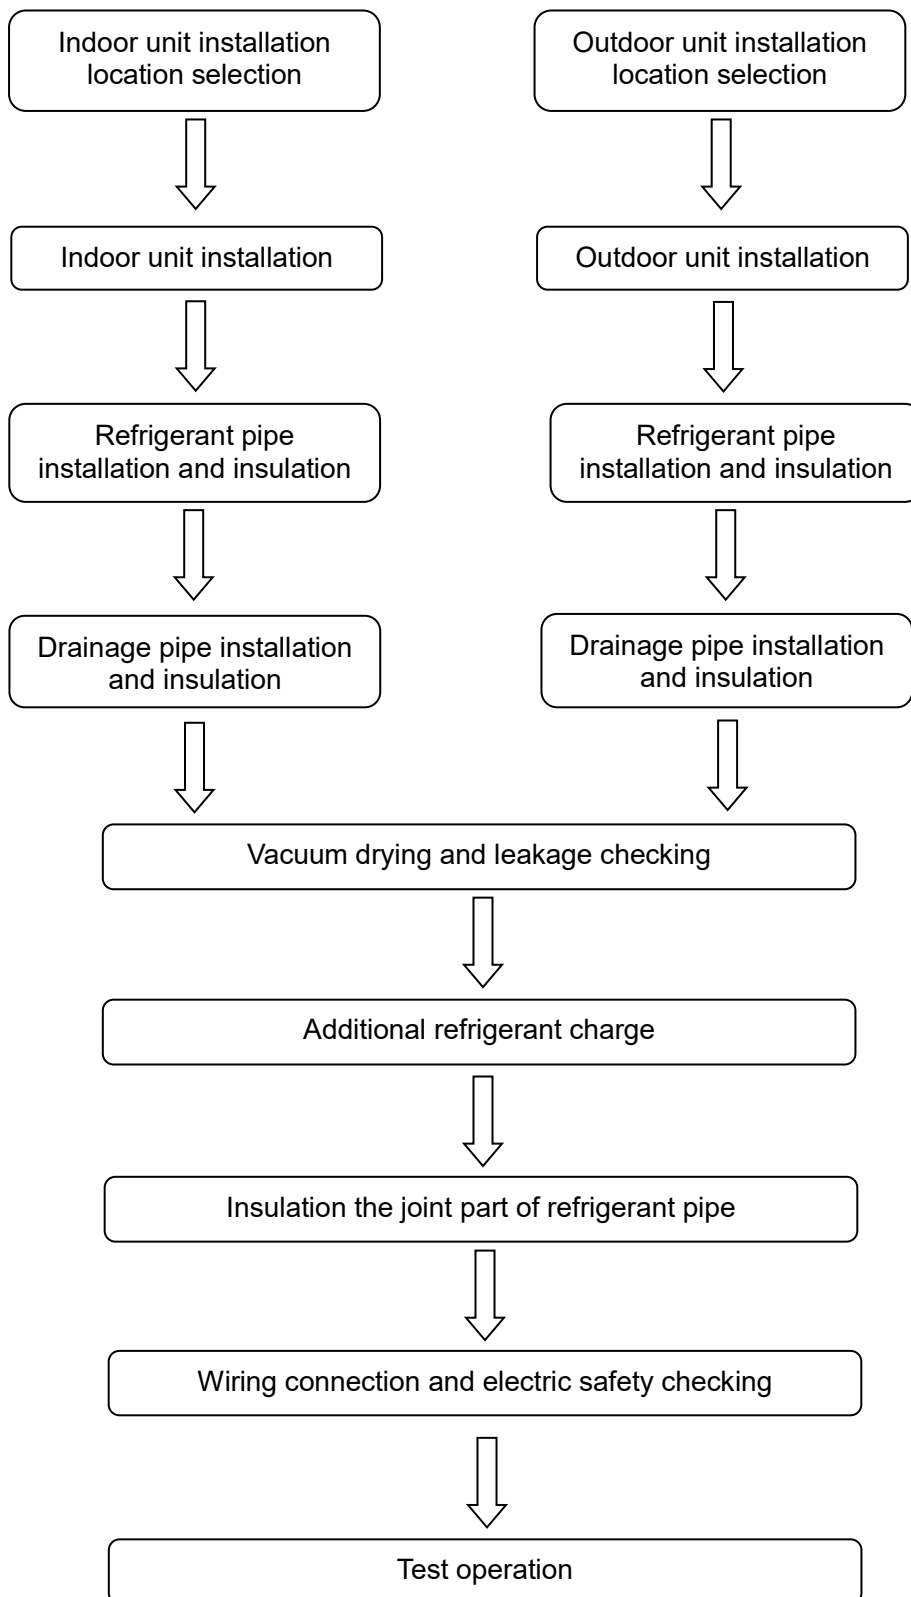 Indoor unit installation
location selection
Outdoor unit installation
location selection
Indoor unit installation
Outdoor unit installation
Refrigerant pipe
installation and insulation
Refrigerant pipe
installation and insulation
Drainage pipe installation
and insulation
Drainage pipe installation
and insulation
Vacuum drying and leakage checking
Additional refrigerant charge
Insulation the joint part of refrigerant pipe
Wiring connection and electric safety checking
Test operation